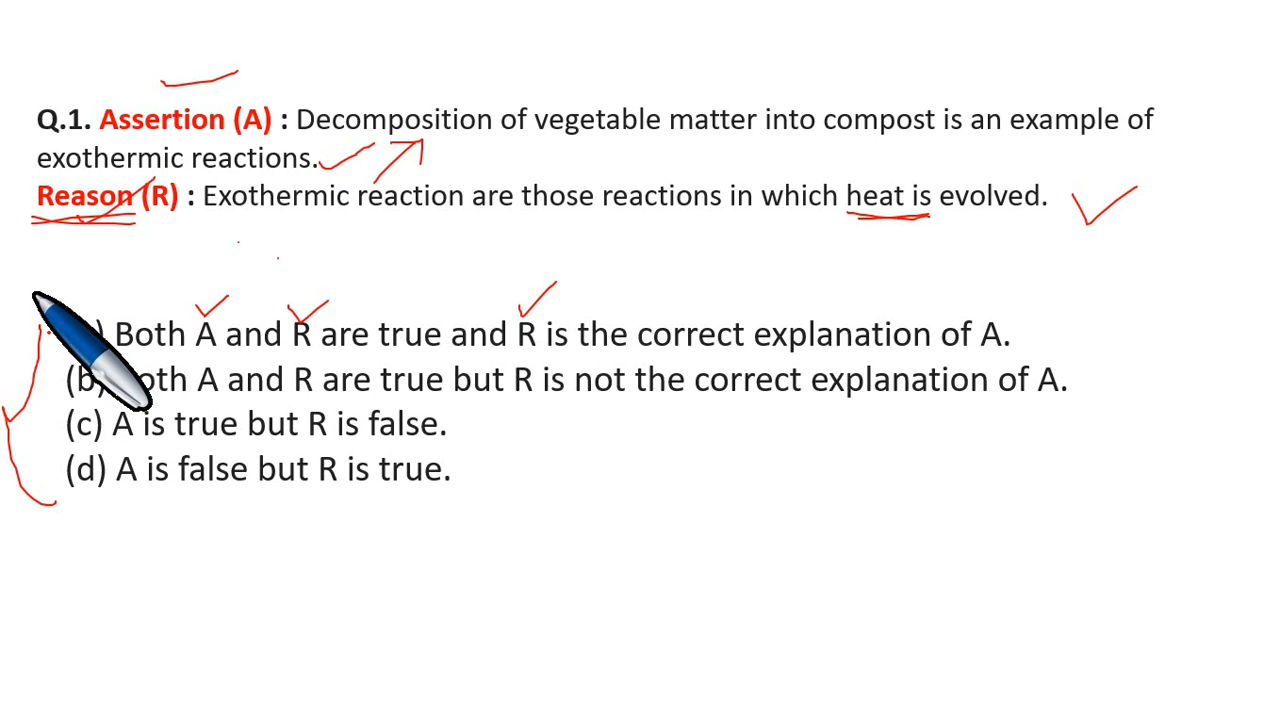 Q.1. Assertion (A) : Decomposition of vegetable matter into compost is an example of
exothermic reactions.
Reason (R) : Exothermic reaction are those reactions in which heat is evolved.
) Both A and R are true and R is the correct explanation of A.
(b) Both A and R are true but R is not the correct explanation of A.
(c) A is true but R is false.
(d) A is false but R is true.